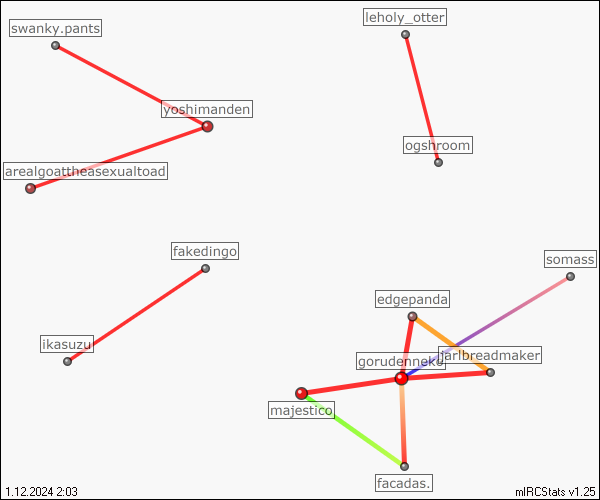 swanky.pants
leholy_otter
yoshimanden
ogshroom
arealgoattheasexualtoad
fakedingo
somass
edgepanda
ikasuzu
gorudenneko
jarlbreadmaker
majestico
facadas.
1.12.2024 2:03
mIRCStats v1.25